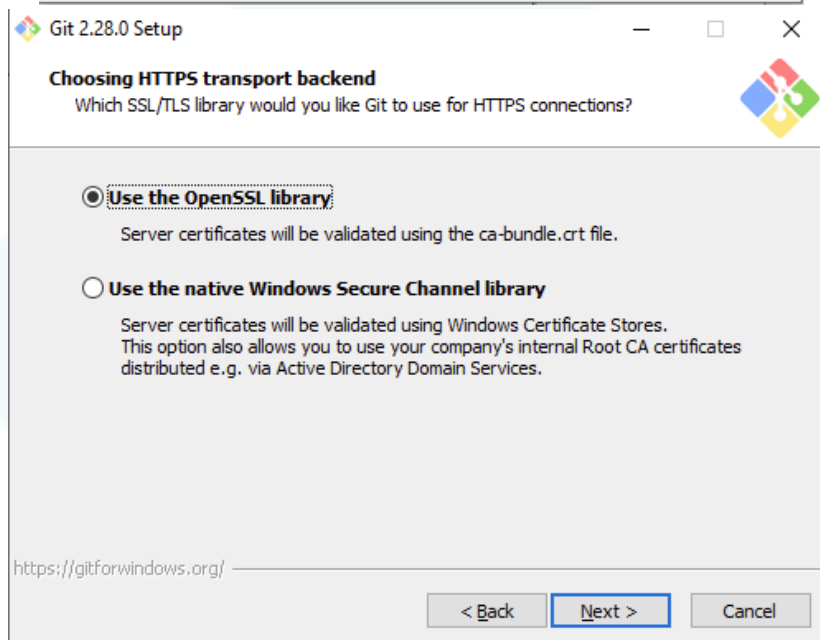 Git 2.28.0 Setup
Choosing HTTPS transport backend
Which SSL/TLS library would you like Git to use for HTTPS connections?
Use the OpenSSL library
Server certificates will be validated using the ca-bundle.crt file.
Use the native Windows Secure Channel library
Server certificates will be validated using Windows Certificate Stores.
This option also allows you to use your company's internal Root CA certificates
distributed e.g. via Active Directory Domain Services.
https://gitforwindows.org/
< Back Next > Cancel